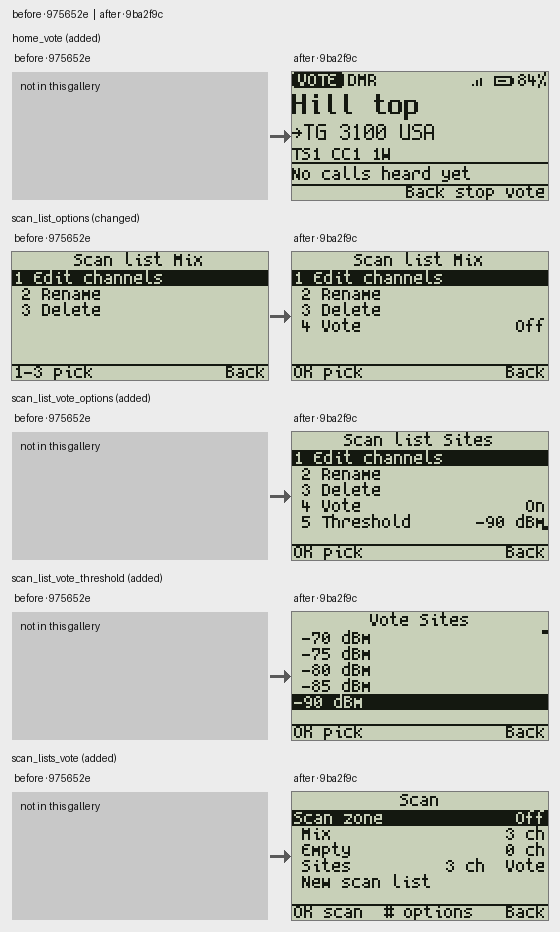 before · 975652e | after · 9ba2f9c
home_vote (added)
before · 975652e
after · 9ba2f9c
not in this gallery
VOTE DMR 84%
Hill top
→TG 3100 USA
TS1 CC1 1W
No calls heard yet
Back stop vote
scan_list_options (changed)
before · 975652e
after · 9ba2f9c
Scan list Mix
1 Edit channels
2 Rename
3 Delete
1-3 pick Back
Scan list Mix
1 Edit channels
2 Rename
3 Delete
4 Vote Off
OK pick Back
scan_list_vote_options (added)
before · 975652e
after · 9ba2f9c
not in this gallery
Scan list Sites
1 Edit channels
2 Rename
3 Delete
4 Vote On
5 Threshold -90 dBm
OK pick Back
scan_list_vote_threshold (added)
before · 975652e
after · 9ba2f9c
not in this gallery
Vote Sites
-70 dBm
-75 dBm
-80 dBm
-85 dBm
-90 dBm
OK pick Back
scan_lists_vote (added)
before · 975652e
after · 9ba2f9c
not in this gallery
Scan
Scan zone Off
Mix 3 ch
Empty 0 ch
Sites 3 ch Vote
New scan list
OK scan # options Back